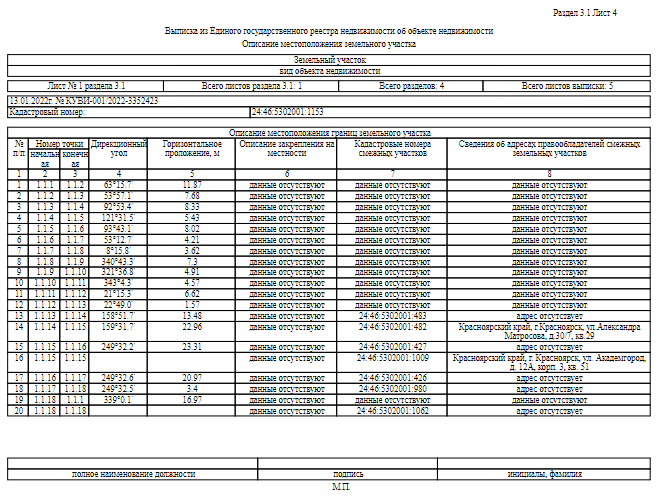 Раздел 3.1 Лист 4
Выписка из Единого государственного реестра недвижимости об объекте недвижимости
Описание местоположения земельного участка
Земельный участок
вид объекта недвижимости
Лист № 1 раздела 3.1 Всего листов раздела 3.1: 1 Всего разделов: 4 Всего листов выписки: 5
13.01.2022г. № КУВИ-001/2022-3352423
Кадастровый номер: 24:46:5302001:1153
Описание местоположения границ земельного участка
№ п/п Номер точки Дирекционный угол Горизонтальное проложение, м Описание закрепления на местности Кадастровые номера смежных участков Сведения об адресах правообладателей смежных земельных участков
начальная конечная
1 2 3 4 5 6 7 8
1 1.1.1 1.1.2 63°15.7' 11.87 данные отсутствуют данные отсутствуют данные отсутствуют
2 1.1.2 1.1.3 53°57.1' 7.68 данные отсутствуют данные отсутствуют данные отсутствуют
3 1.1.3 1.1.4 92°53.4' 8.33 данные отсутствуют данные отсутствуют данные отсутствуют
4 1.1.4 1.1.5 121°31.5' 5.43 данные отсутствуют данные отсутствуют данные отсутствуют
5 1.1.5 1.1.6 93°43.1' 8.02 данные отсутствуют данные отсутствуют данные отсутствуют
6 1.1.6 1.1.7 53°12.7' 4.21 данные отсутствуют данные отсутствуют данные отсутствуют
7 1.1.7 1.1.8 8°15.8' 3.62 данные отсутствуют данные отсутствуют данные отсутствуют
8 1.1.8 1.1.9 340°43.3' 7.3 данные отсутствуют данные отсутствуют данные отсутствуют
9 1.1.9 1.1.10 321°36.8' 4.91 данные отсутствуют данные отсутствуют данные отсутствуют
10 1.1.10 1.1.11 343°4.3' 4.57 данные отсутствуют данные отсутствуют данные отсутствуют
11 1.1.11 1.1.12 21°15.3' 6.62 данные отсутствуют данные отсутствуют данные отсутствуют
12 1.1.12 1.1.13 22°49.0' 1.57 данные отсутствуют данные отсутствуют данные отсутствуют
13 1.1.13 1.1.14 158°51.7' 13.48 данные отсутствуют 24:46:5302001:483 адрес отсутствует
14 1.1.14 1.1.15 159°31.7' 22.96 данные отсутствуют 24:46:5302001:482 Красноярский край, г.Красноярск, ул.Александра
Матросова, д.30/7, кв.29
15 1.1.15 1.1.16 249°32.2' 23.31 данные отсутствуют 24:46:5302001:427 адрес отсутствует
16 1.1.15 1.1.15 данные отсутствуют 24:46:5302001:1009 Красноярский край, г. Красноярск, ул. Академгород,
д. 12А, корп. 3, кв. 51
17 1.1.16 1.1.17 249°32.6' 20.97 данные отсутствуют 24:46:5302001:426 адрес отсутствует
18 1.1.17 1.1.18 249°32.5' 3.4 данные отсутствуют 24:46:5302001:980 адрес отсутствует
19 1.1.18 1.1.1 339°0.1' 16.97 данные отсутствуют данные отсутствуют данные отсутствуют
20 1.1.18 1.1.18 данные отсутствуют 24:46:5302001:1062 адрес отсутствует
полное наименование должности подпись инициалы, фамилия
М.П.